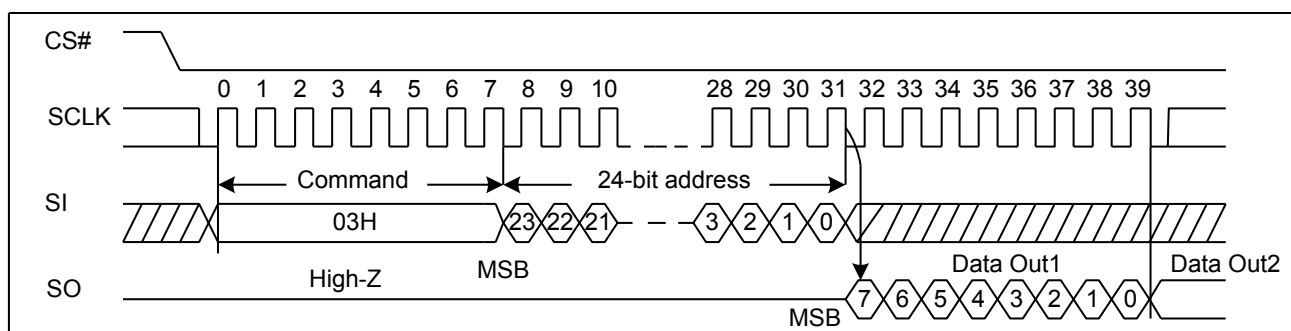 CS#
0 1 2 3 4 5 6 7 8 9 10 28 29 30 31 32 33 34 35 36 37 38 39
SCLK
Command 24-bit address
SI
03H 23 22 21 3 2 1 0
High-Z MSB Data Out1 Data Out2
SO
MSB 7 6 5 4 3 2 1 0